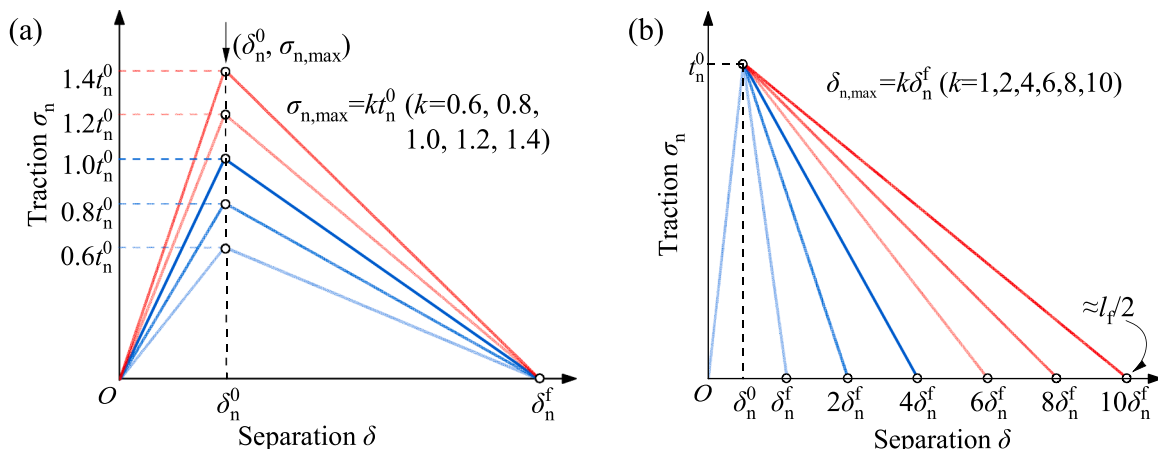 (a)
(δₙ⁰, σₙ,ₘₐₓ)
1.4tₙ⁰
1.2tₙ⁰
1.0tₙ⁰
0.8tₙ⁰
0.6tₙ⁰
σₙ,ₘₐₓ=ktₙ⁰ (k=0.6, 0.8,
1.0, 1.2, 1.4)
Traction σₙ
O
δₙ⁰
δₙᶠ
Separation δ
(b)
tₙ⁰
δₙ,ₘₐₓ=kδₙᶠ (k=1,2,4,6,8,10)
Traction σₙ
≈l_f/2
O
δₙ⁰
δₙᶠ
2δₙᶠ
4δₙᶠ
6δₙᶠ
8δₙᶠ
10δₙᶠ
Separation δ